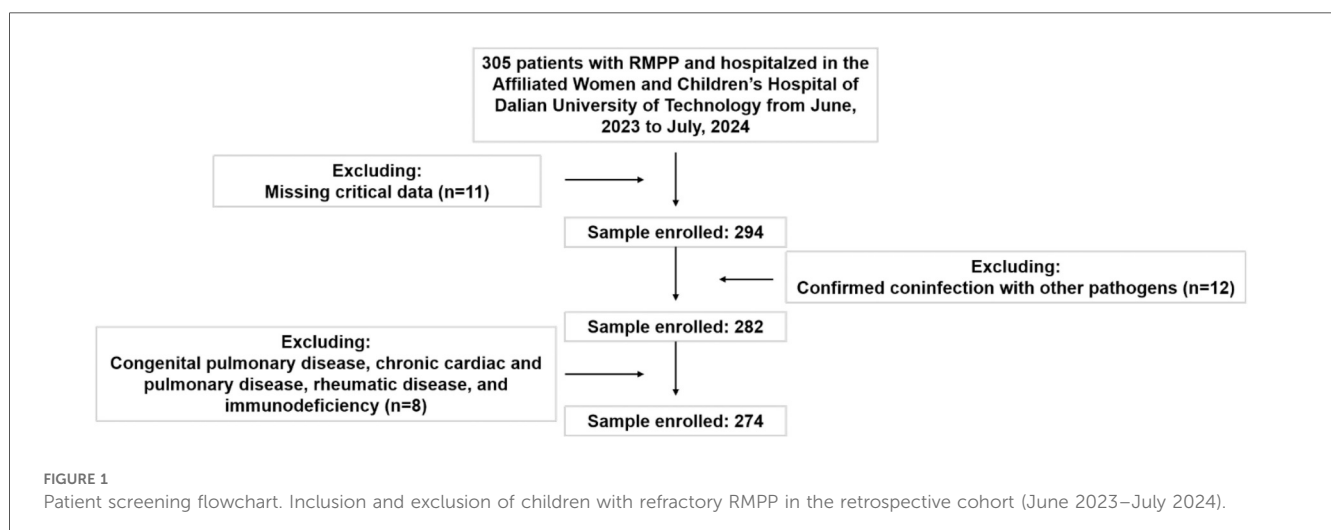 305 patients with RMPP and hospitalzed in the
Affiliated Women and Children's Hospital of
Dalian University of Technology from June,
2023 to July, 2024
Excluding:
Missing critical data (n=11)
Sample enrolled: 294
Excluding:
Confirmed coninfection with other pathogens (n=12)
Sample enrolled: 282
Excluding:
Congenital pulmonary disease, chronic cardiac and
pulmonary disease, rheumatic disease, and
immunodeficiency (n=8)
Sample enrolled: 274
FIGURE 1
Patient screening flowchart. Inclusion and exclusion of children with refractory RMPP in the retrospective cohort (June 2023–July 2024).